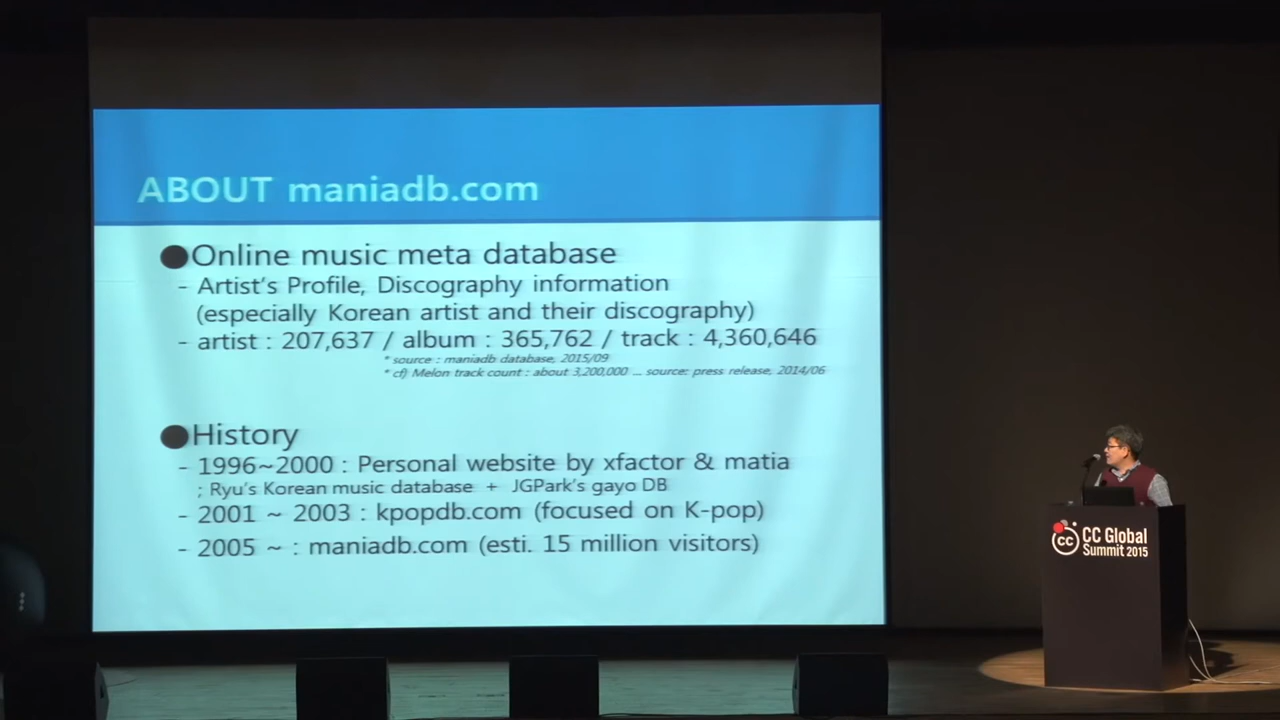 ABOUT maniadb.com
●Online music meta database
- Artist's Profile, Discography information
(especially Korean artist and their discography)
- artist : 207,637 / album : 365,762 / track : 4,360,646
* source : maniadb database, 2015/09
* cf) Melon track count : about 3,200,000 ... source: press release, 2014/06
●History
- 1996~2000 : Personal website by xfactor & matia
; Ryu's Korean music database + JGPark's gayo DB
- 2001 ~ 2003 : kpopdb.com (focused on K-pop)
- 2005 ~ : maniadb.com (esti. 15 million visitors)
cc CC Global
Summit 2015